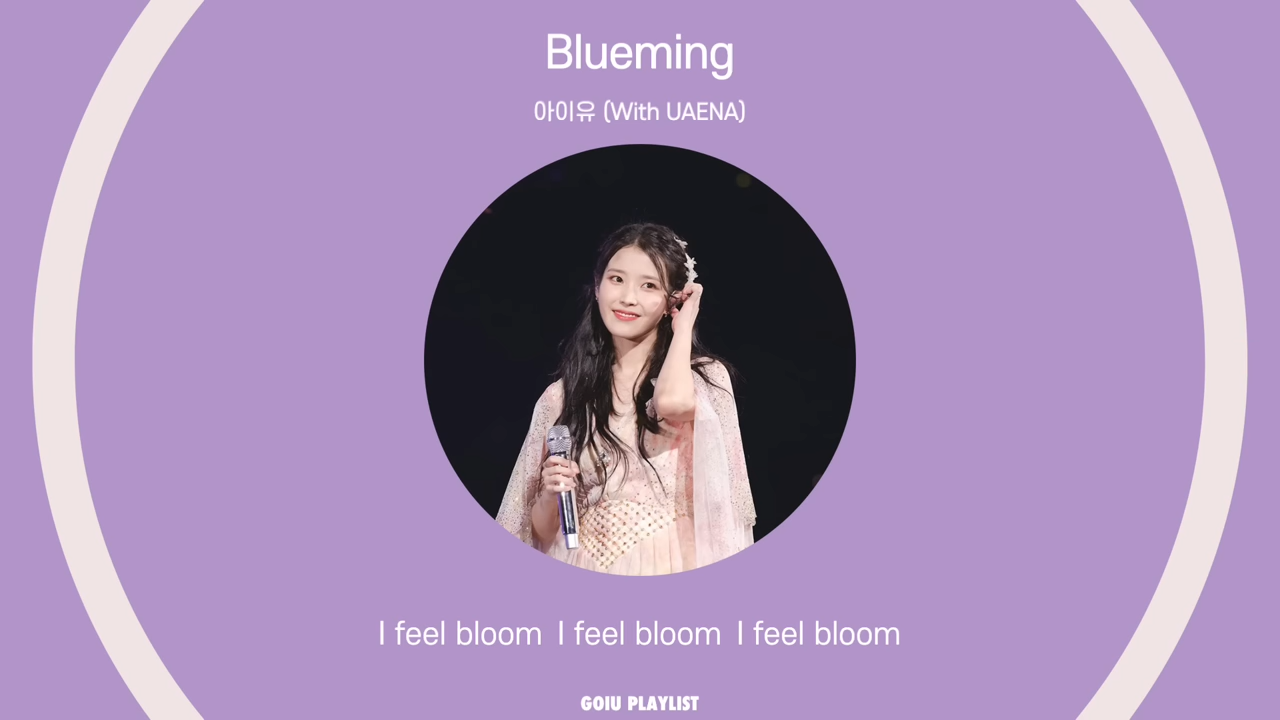 Blueming
아이유 (With UAENA)
I feel bloom I feel bloom I feel bloom
GOIU PLAYLIST